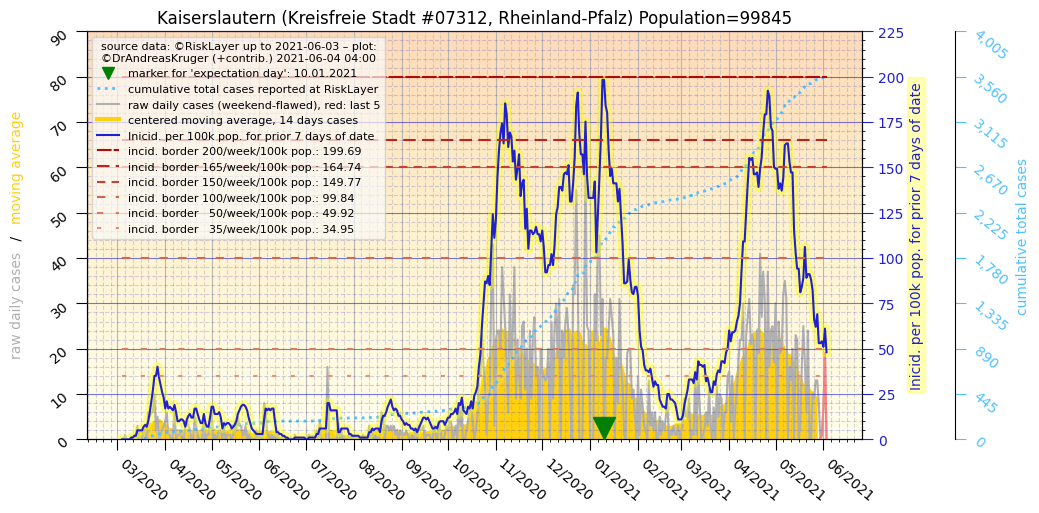 Kaiserslautern (Kreisfreie Stadt #07312, Rheinland-Pfalz) Population=99845
source data: ©RiskLayer up to 2021-06-03 – plot:
©DrAndreasKruger (+contrib.) 2021-06-04 04:00
marker for 'expectation day': 10.01.2021
cumulative total cases reported at RiskLayer
raw daily cases (weekend-flawed), red: last 5
centered moving average, 14 days cases
Inicid. per 100k pop. for prior 7 days of date
incid. border 200/week/100k pop.: 199.69
incid. border 165/week/100k pop.: 164.74
incid. border 150/week/100k pop.: 149.77
incid. border 100/week/100k pop.: 99.84
incid. border 50/week/100k pop.: 49.92
incid. border 35/week/100k pop.: 34.95
raw daily cases / moving average
90
80
70
60
50
40
30
20
10
0
225
200
175
150
125
100
75
50
25
0
Inicid. per 100k pop. for prior 7 days of date
4,005
3,560
3,115
2,670
2,225
1,780
1,335
890
445
0
cumulative total cases
03/2020
04/2020
05/2020
06/2020
07/2020
08/2020
09/2020
10/2020
11/2020
12/2020
01/2021
02/2021
03/2021
04/2021
05/2021
06/2021